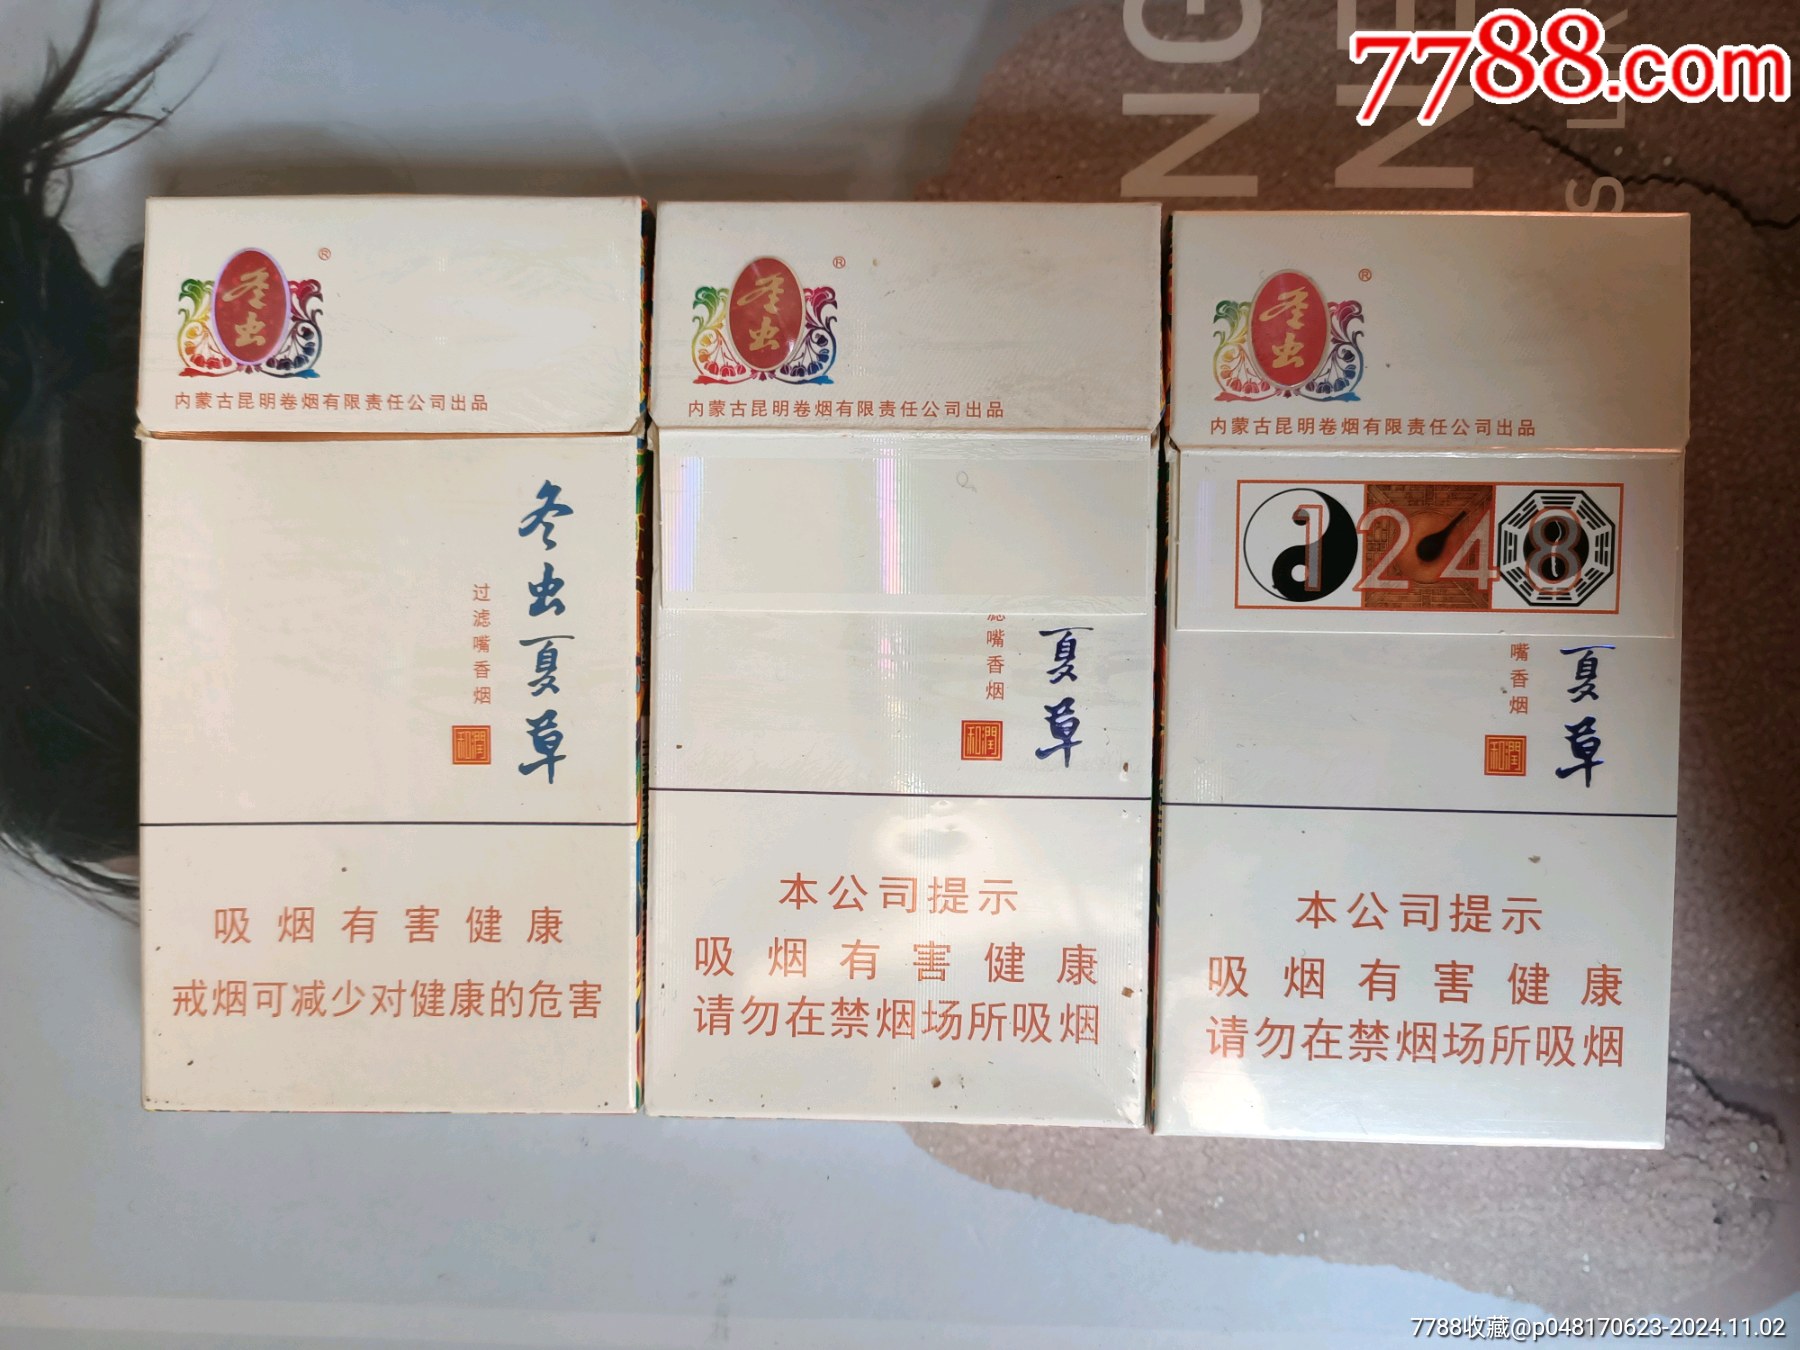 7788.com
NG
NE
冬虫
®
内蒙古昆明卷烟有限责任公司出品
冬虫夏草
过滤嘴香烟
和潤
吸烟有害健康
戒烟可减少对健康的危害
冬虫
®
内蒙古昆明卷烟有限责任公司出品
夏草
嘴香烟
和潤
本公司提示
吸烟有害健康
请勿在禁烟场所吸烟
冬虫
®
内蒙古昆明卷烟有限责任公司出品
1248
夏草
嘴香烟
和潤
本公司提示
吸烟有害健康
请勿在禁烟场所吸烟
7788收藏@p048170623-2024.11.02